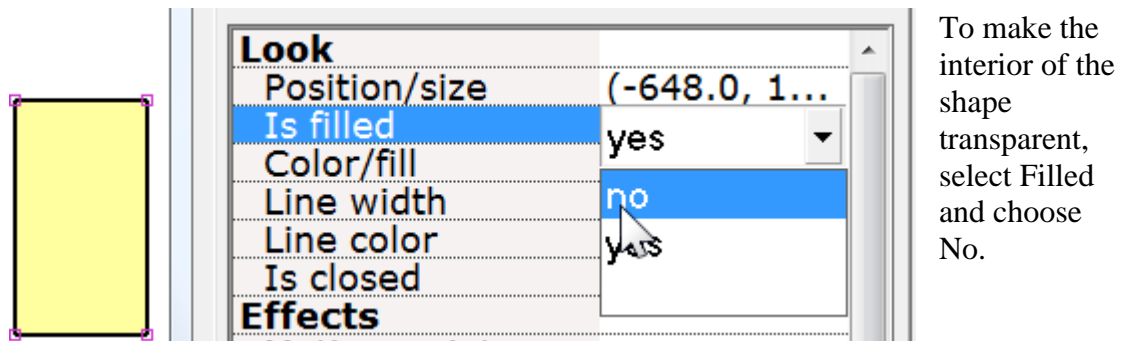 Look
Position/size (-648.0, 1...
Is filled yes
Color/fill
Line width no
Line color yes
Is closed
Effects
To make the
interior of the
shape
transparent,
select Filled
and choose
No.